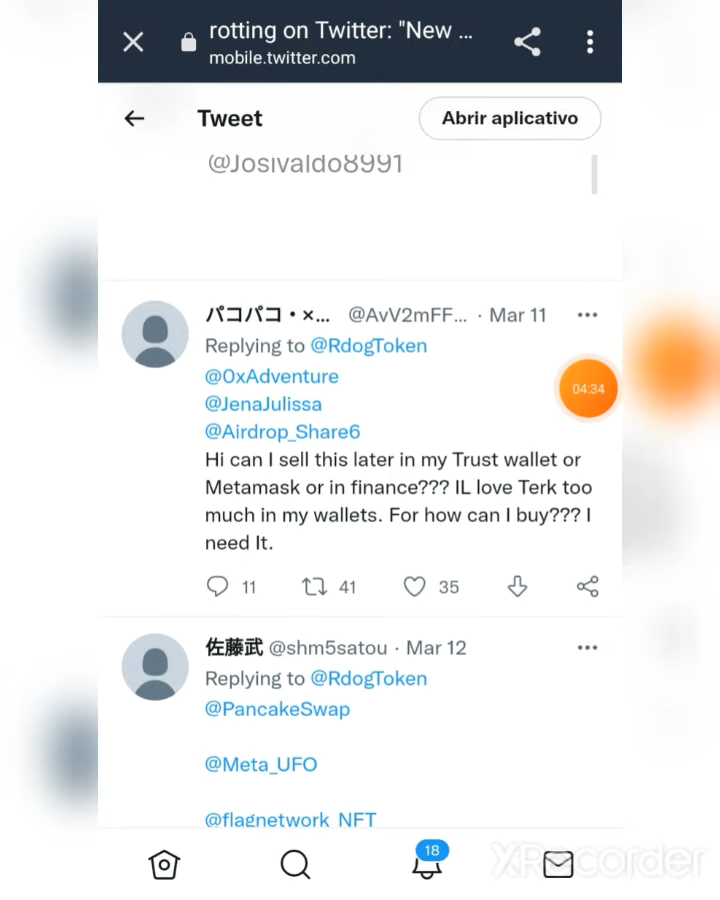 rotting on Twitter: "New ...
mobile.twitter.com
Tweet
Abrir aplicativo
@Josivaldo8991
パコパコ・×... @AvV2mFF... · Mar 11
Replying to @RdogToken
@0xAdventure
@JenaJulissa
@Airdrop_Share6
04:34
Hi can I sell this later in my Trust wallet or
Metamask or in finance??? IL love Terk too
much in my wallets. For how can I buy??? I
need It.
11 41 35
佐藤武 @shm5satou · Mar 12
Replying to @RdogToken
@PancakeSwap
@Meta_UFO
@flagnetwork_NFT
18
XRecorder